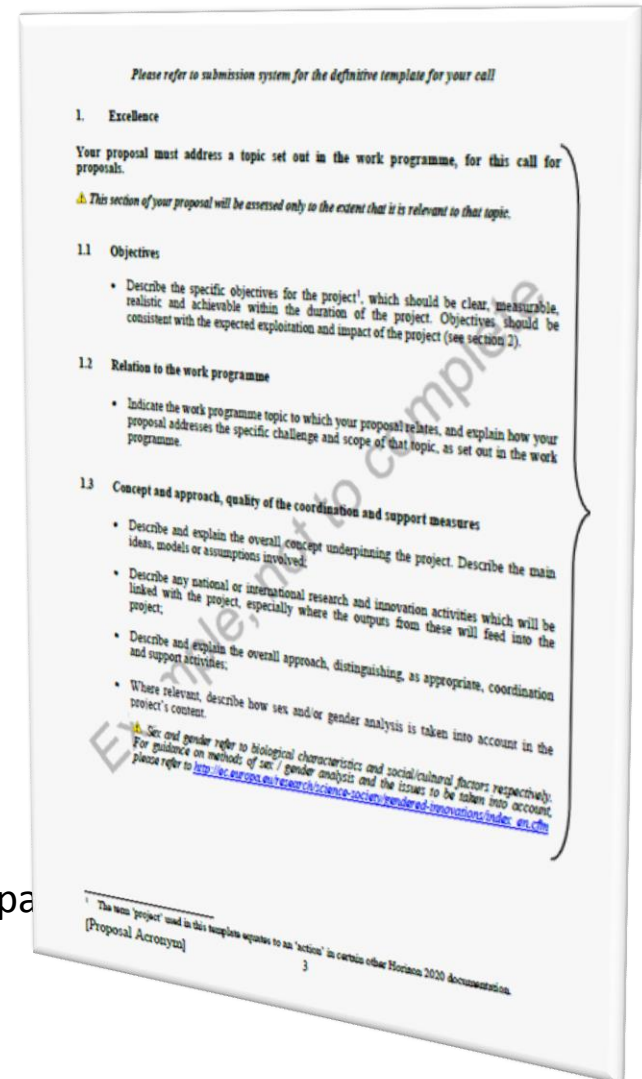 Please refer to submission system for the definitive template for your call
1. Excellence
Your proposal must address a topic set out in the work programme, for this call for
proposals.
This section of your proposal will be assessed only to the extent that it is relevant to that topic.
1.1 Objectives
• Describe the specific objectives for the project¹, which should be clear, measurable,
realistic and achievable within the duration of the project. Objectives should be
consistent with the expected exploitation and impact of the project (see section 2).
1.2 Relation to the work programme
• Indicate the work programme topic to which your proposal relates, and explain how your
proposal addresses the specific challenge and scope of that topic, as set out in the work
programme.
1.3 Concept and approach, quality of the coordination and support measures
• Describe and explain the overall concept underpinning the project. Describe the main
ideas, models or assumptions involved;
• Describe any national or international research and innovation activities which will be
linked with the project, especially where the outputs from these will feed into the
project;
• Describe and explain the overall approach, distinguishing, as appropriate, coordination
and support activities;
• Where relevant, describe how sex and/or gender analysis is taken into account in the
project's content.
Sex and gender refer to biological characteristics and social/cultural factors respectively.
For guidance on methods of sex / gender analysis and the issues to be taken into account,
please refer to http://ec.europa.eu/research/science-society/gendered-innovations/index_en.cfm
Example, not to complete
pa
¹ The term 'project' used in this template equates to an 'action' in certain other Horizon 2020 documentation.
[Proposal Acronym]
3